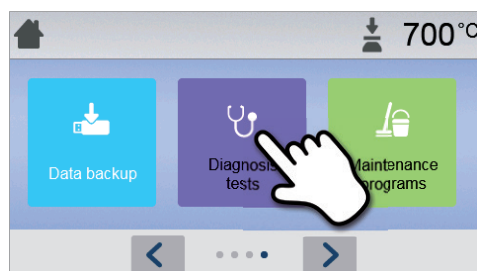 700°C
Data backup
Diagnosis
tests
Maintenance
programs